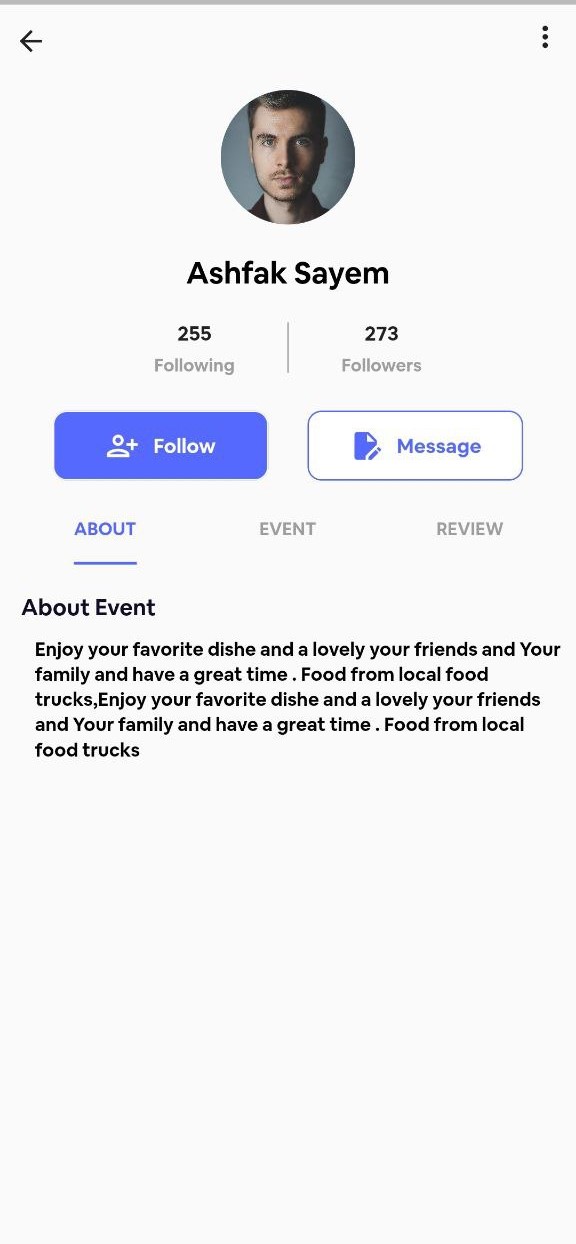 Ashfak Sayem
255 273
Following Followers
Follow Message
ABOUT EVENT REVIEW
About Event
Enjoy your favorite dishe and a lovely your friends and Your
family and have a great time . Food from local food
trucks,Enjoy your favorite dishe and a lovely your friends
and Your family and have a great time . Food from local
food trucks